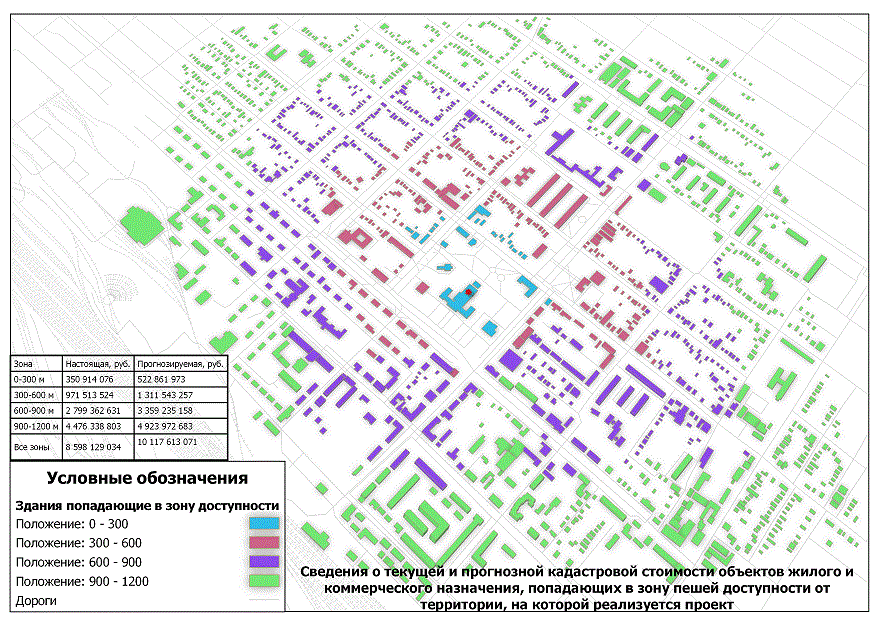 Зона Настоящая, руб. Прогнозируемая, руб.
0-300 м 350 914 076 522 861 973
300-600 м 971 513 524 1 311 543 257
600-900 м 2 799 362 631 3 359 235 158
900-1200 м 4 476 338 803 4 923 972 683
Все зоны 8 598 129 034 10 117 613 071
Условные обозначения
Здания попадающие в зону доступности
Положение: 0 - 300
Положение: 300 - 600
Положение: 600 - 900
Положение: 900 - 1200
Дороги
Сведения о текущей и прогнозной кадастровой стоимости объектов жилого и
коммерческого назначения, попадающих в зону пешей доступности от
территории, на которой реализуется проект